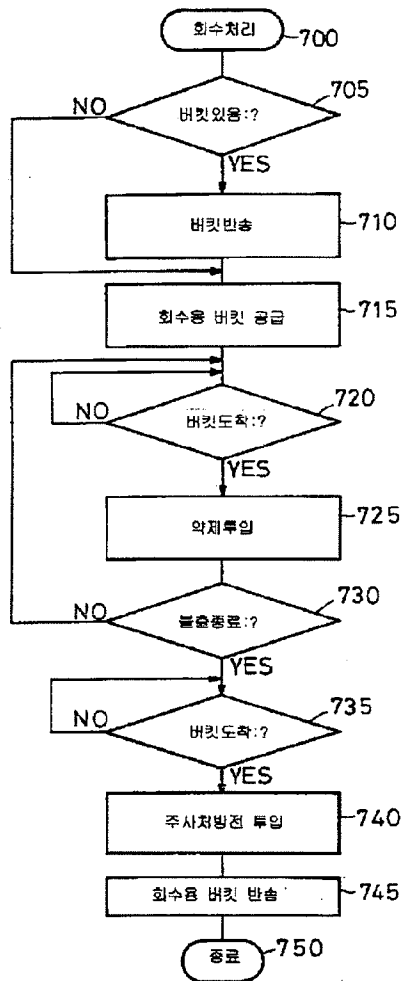 회수처리
700
버킷있음:?
705
NO
YES
버킷반송
710
회수용 버킷 공급
715
버킷도착:?
720
NO
YES
약제투입
725
불출종료:?
730
NO
YES
버킷도착:?
735
NO
YES
주사처방전 투입
740
회수용 버킷 반송
745
종료
750